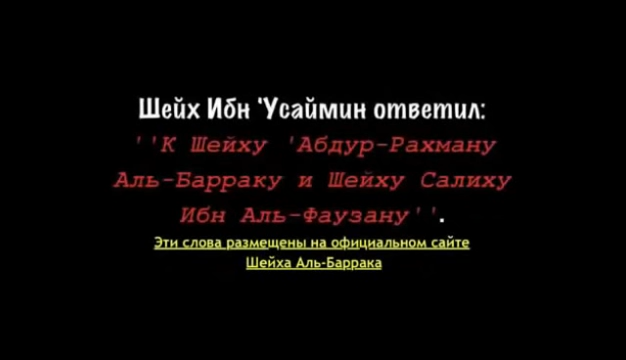 Шейх Ибн 'Усаймин ответил:
''К Шейху 'Абдур-Рахману
Аль-Барраку и Шейху Салиху
Ибн Аль-Фаузану''.
Эти слова размещены на официальном сайте
Шейха Аль-Баррака